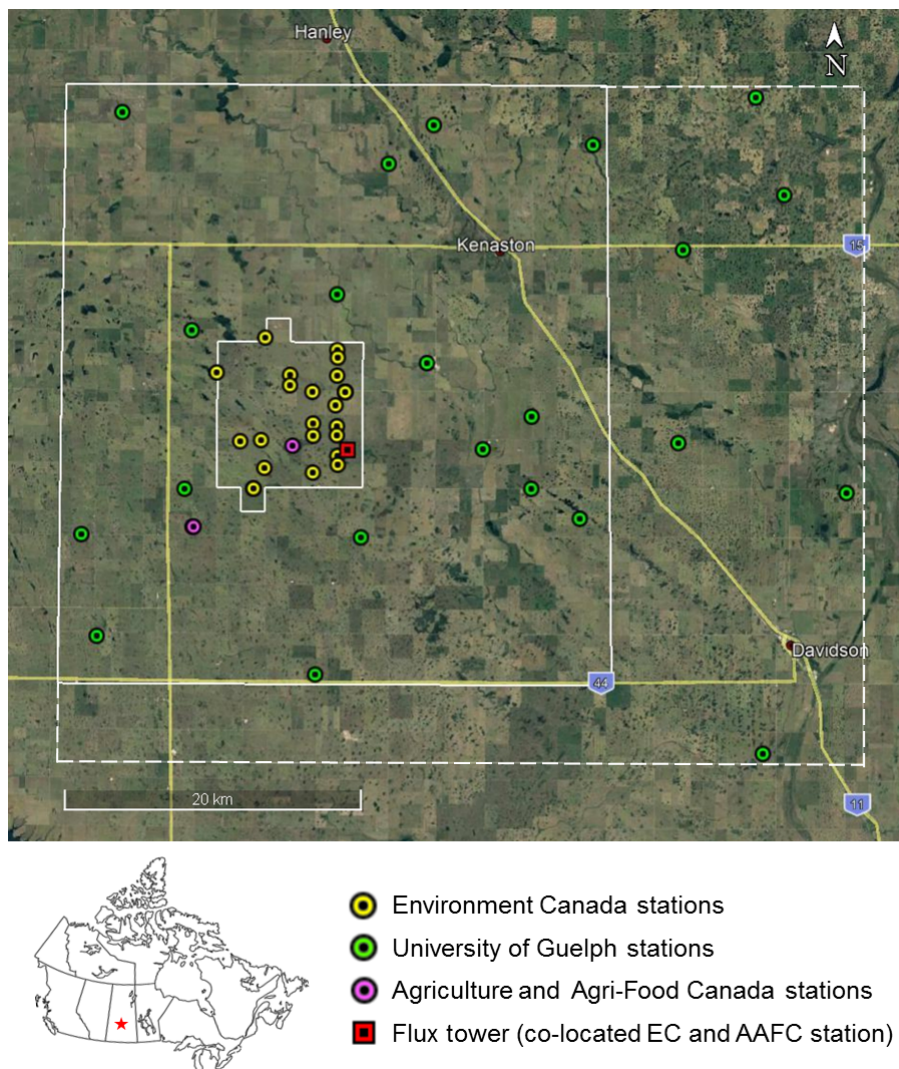 Hanley
N
Kenaston
15
Davidson
44
20 km
11
Environment Canada stations
University of Guelph stations
Agriculture and Agri-Food Canada stations
Flux tower (co-located EC and AAFC station)